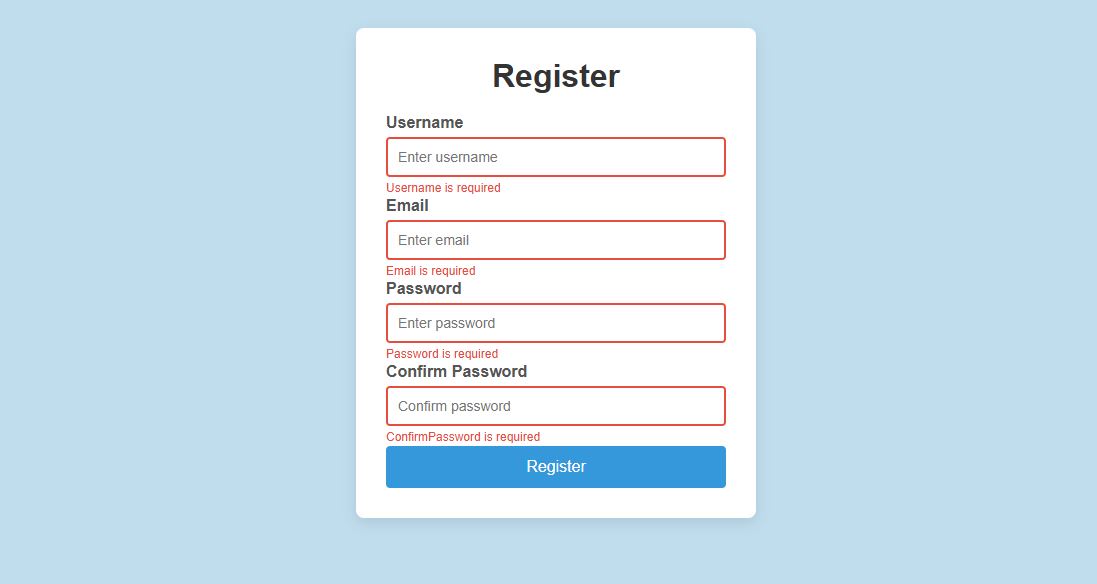 Register
Username
Enter username
Username is required
Email
Enter email
Email is required
Password
Enter password
Password is required
Confirm Password
Confirm password
ConfirmPassword is required
Register